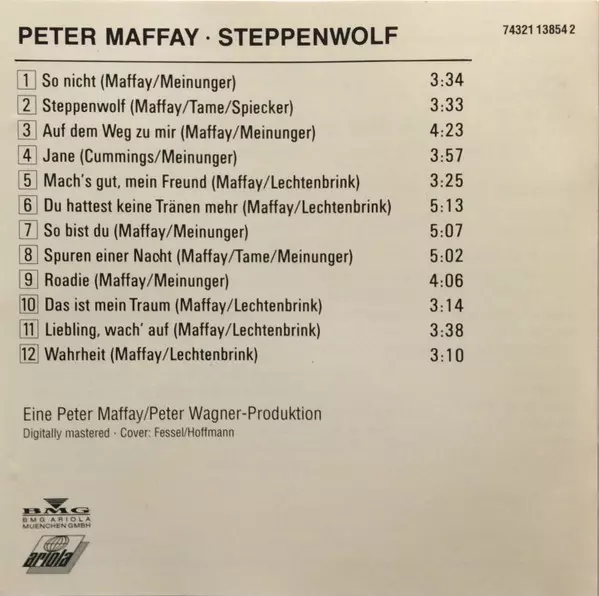 PETER MAFFAY · STEPPENWOLF
74321 13854 2
1 So nicht (Maffay/Meinunger) 3:34
2 Steppenwolf (Maffay/Tame/Spiecker) 3:33
3 Auf dem Weg zu mir (Maffay/Meinunger) 4:23
4 Jane (Cummings/Meinunger) 3:57
5 Mach's gut, mein Freund (Maffay/Lechtenbrink) 3:25
6 Du hattest keine Tränen mehr (Maffay/Lechtenbrink) 5:13
7 So bist du (Maffay/Meinunger) 5:07
8 Spuren einer Nacht (Maffay/Tame/Meinunger) 5:02
9 Roadie (Maffay/Meinunger) 4:06
10 Das ist mein Traum (Maffay/Lechtenbrink) 3:14
11 Liebling, wach' auf (Maffay/Lechtenbrink) 3:38
12 Wahrheit (Maffay/Lechtenbrink) 3:10
Eine Peter Maffay/Peter Wagner-Produktion
Digitally mastered · Cover: Fessel/Hoffmann
BMG
BMG ARIOLA
MUENCHEN GMBH
ariola